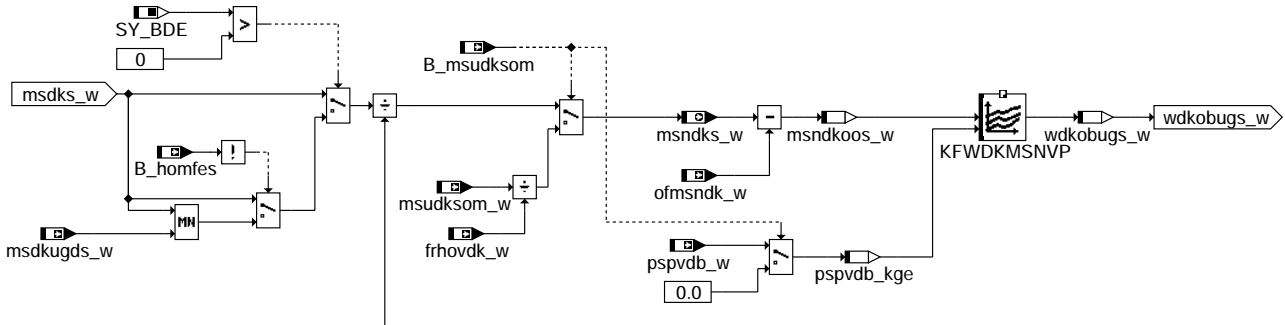 SY_BDE
>
0
B_msudksom
msdks_w
÷
msndks_w
-
msndkoos_w
KFWDKMSNVP
wdkobugs_w
wdkobugs_w
B_homfes
!
msudksom_w
÷
ofmsndk_w
MN
msdkugds_w
frhovdk_w
pspvdb_w
pspvdb_kge
0.0